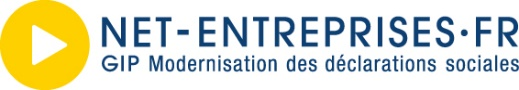 NET-ENTREPRISES·FR
GIP Modernisation des déclarations sociales